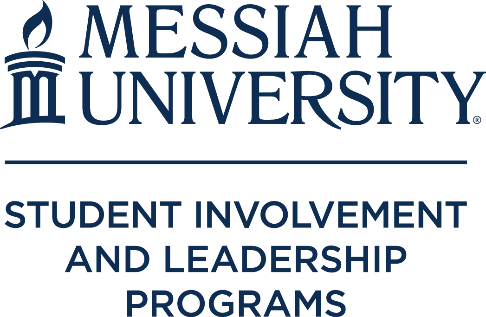 MESSIAH
UNIVERSITY®
STUDENT INVOLVEMENT
AND LEADERSHIP
PROGRAMS